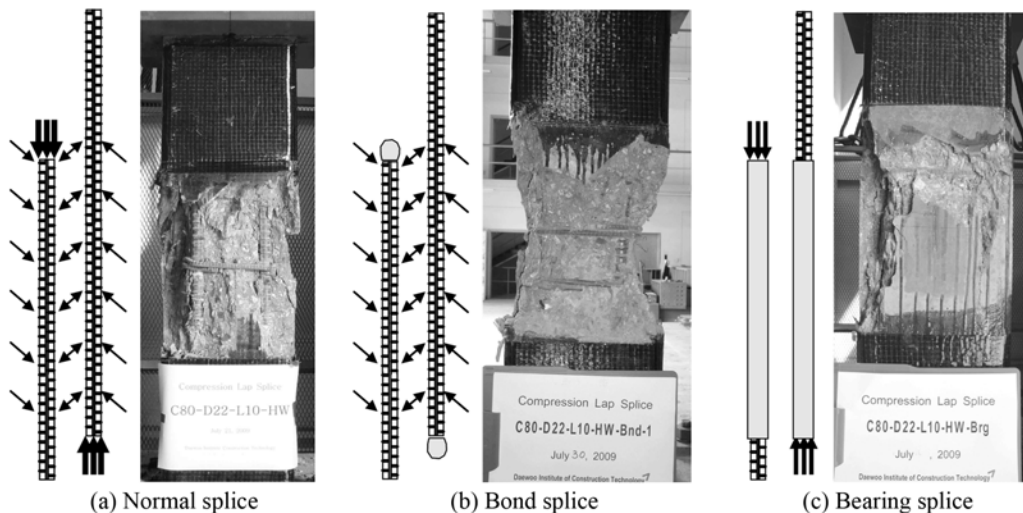 Compression Lap Splice
C80-D22-L10-HW
Compression Lap Splice
C80-D22-L10-HW-Bnd-1
July 30, 2009
Daewoo Institute of Construction Technology
Compression Lap Splice
C80-D22-L10-HW-Brg
July , 2009
Daewoo Institute of Construction Technology
(a) Normal splice
(b) Bond splice
(c) Bearing splice